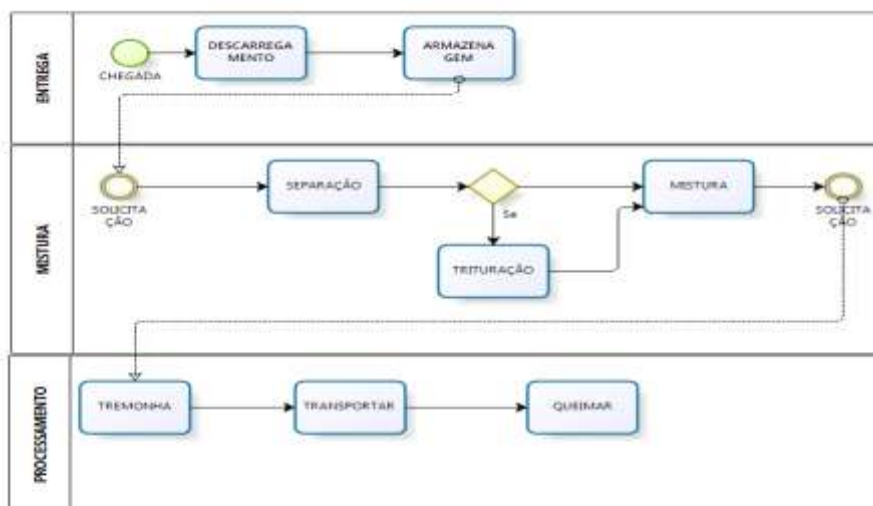 ENTREGA
CHEGADA
DESCARREGA
MENTO
ARMAZENA
GEM
MISTURA
SOLICITA
ÇÃO
SEPARAÇÃO
Se
TRITURAÇÃO
MISTURA
SOLICITA
ÇÃO
PROCESSAMENTO
TREMONHA
TRANSPORTAR
QUEIMAR